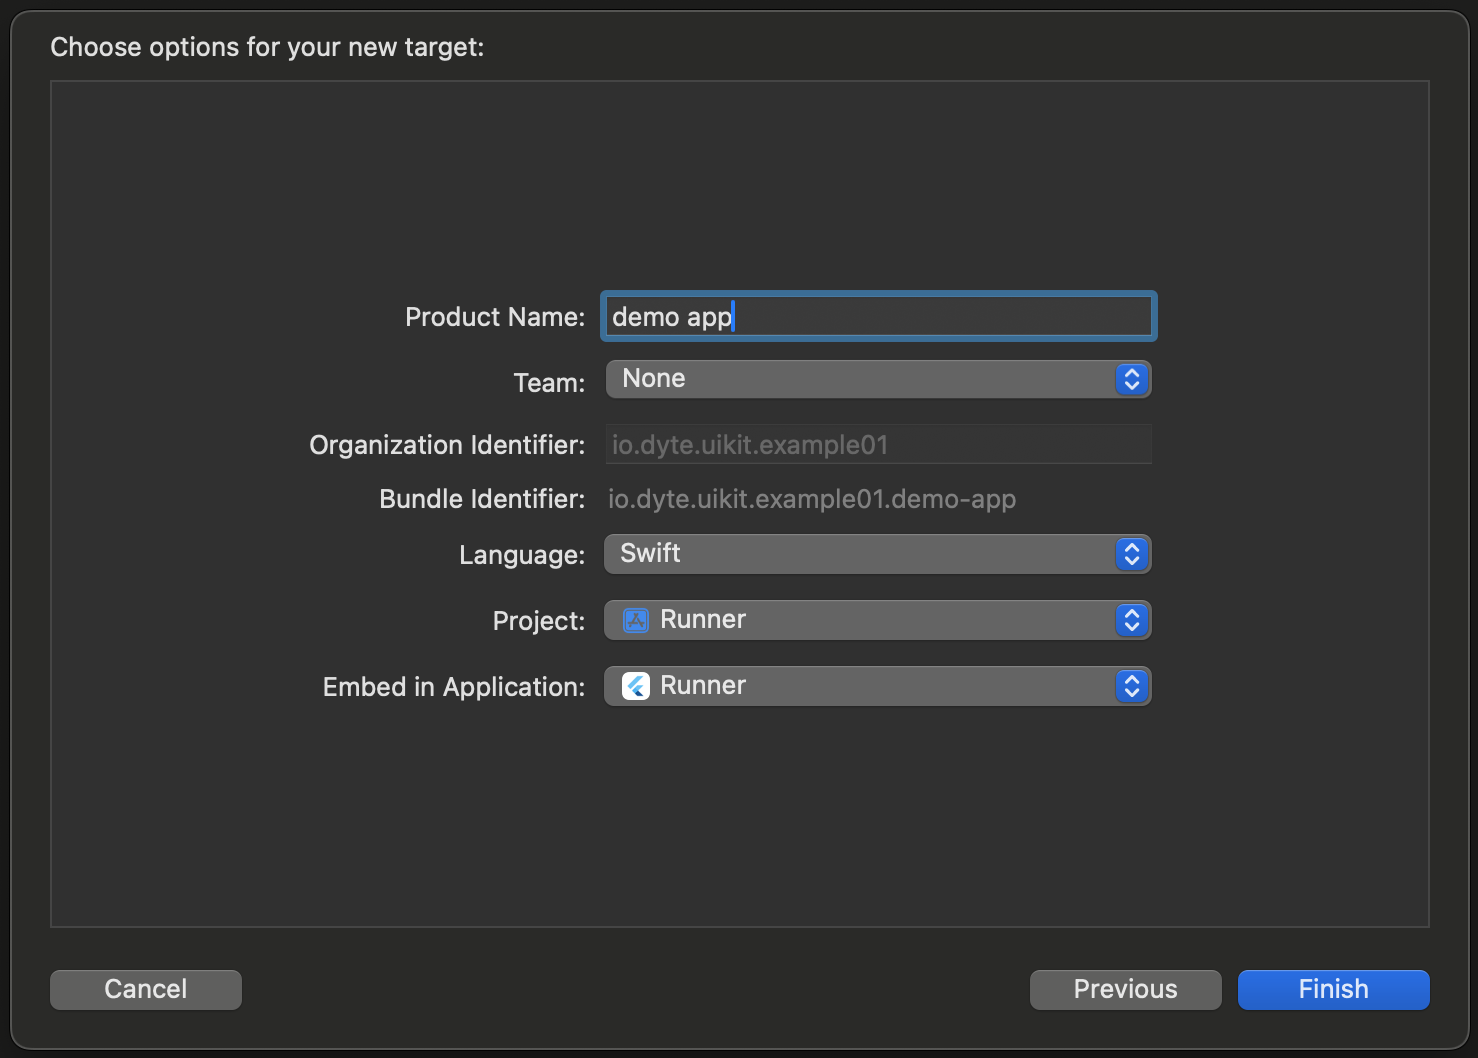 Choose options for your new target:
Product Name: demo app
Team: None
Organization Identifier: io.dyte.uikit.example01
Bundle Identifier: io.dyte.uikit.example01.demo-app
Language: Swift
Project: Runner
Embed in Application: Runner
Cancel Previous Finish